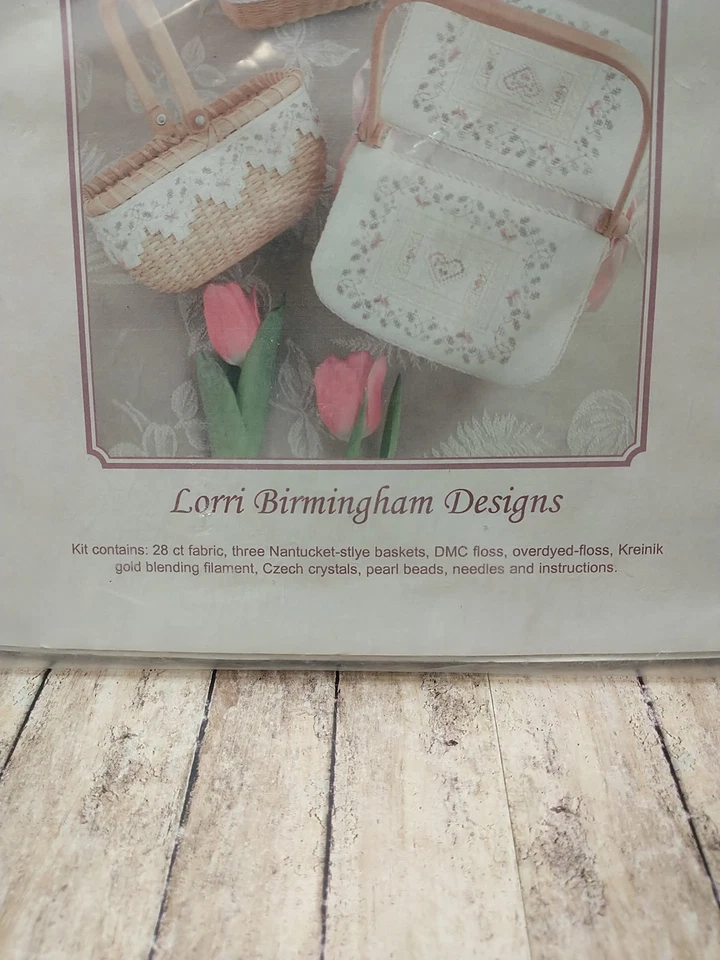 Lorri Birmingham Designs
Kit contains: 28 ct fabric, three Nantucket-stlye baskets, DMC floss, overdyed-floss, Kreinik
gold blending filament, Czech crystals, pearl beads, needles and instructions.